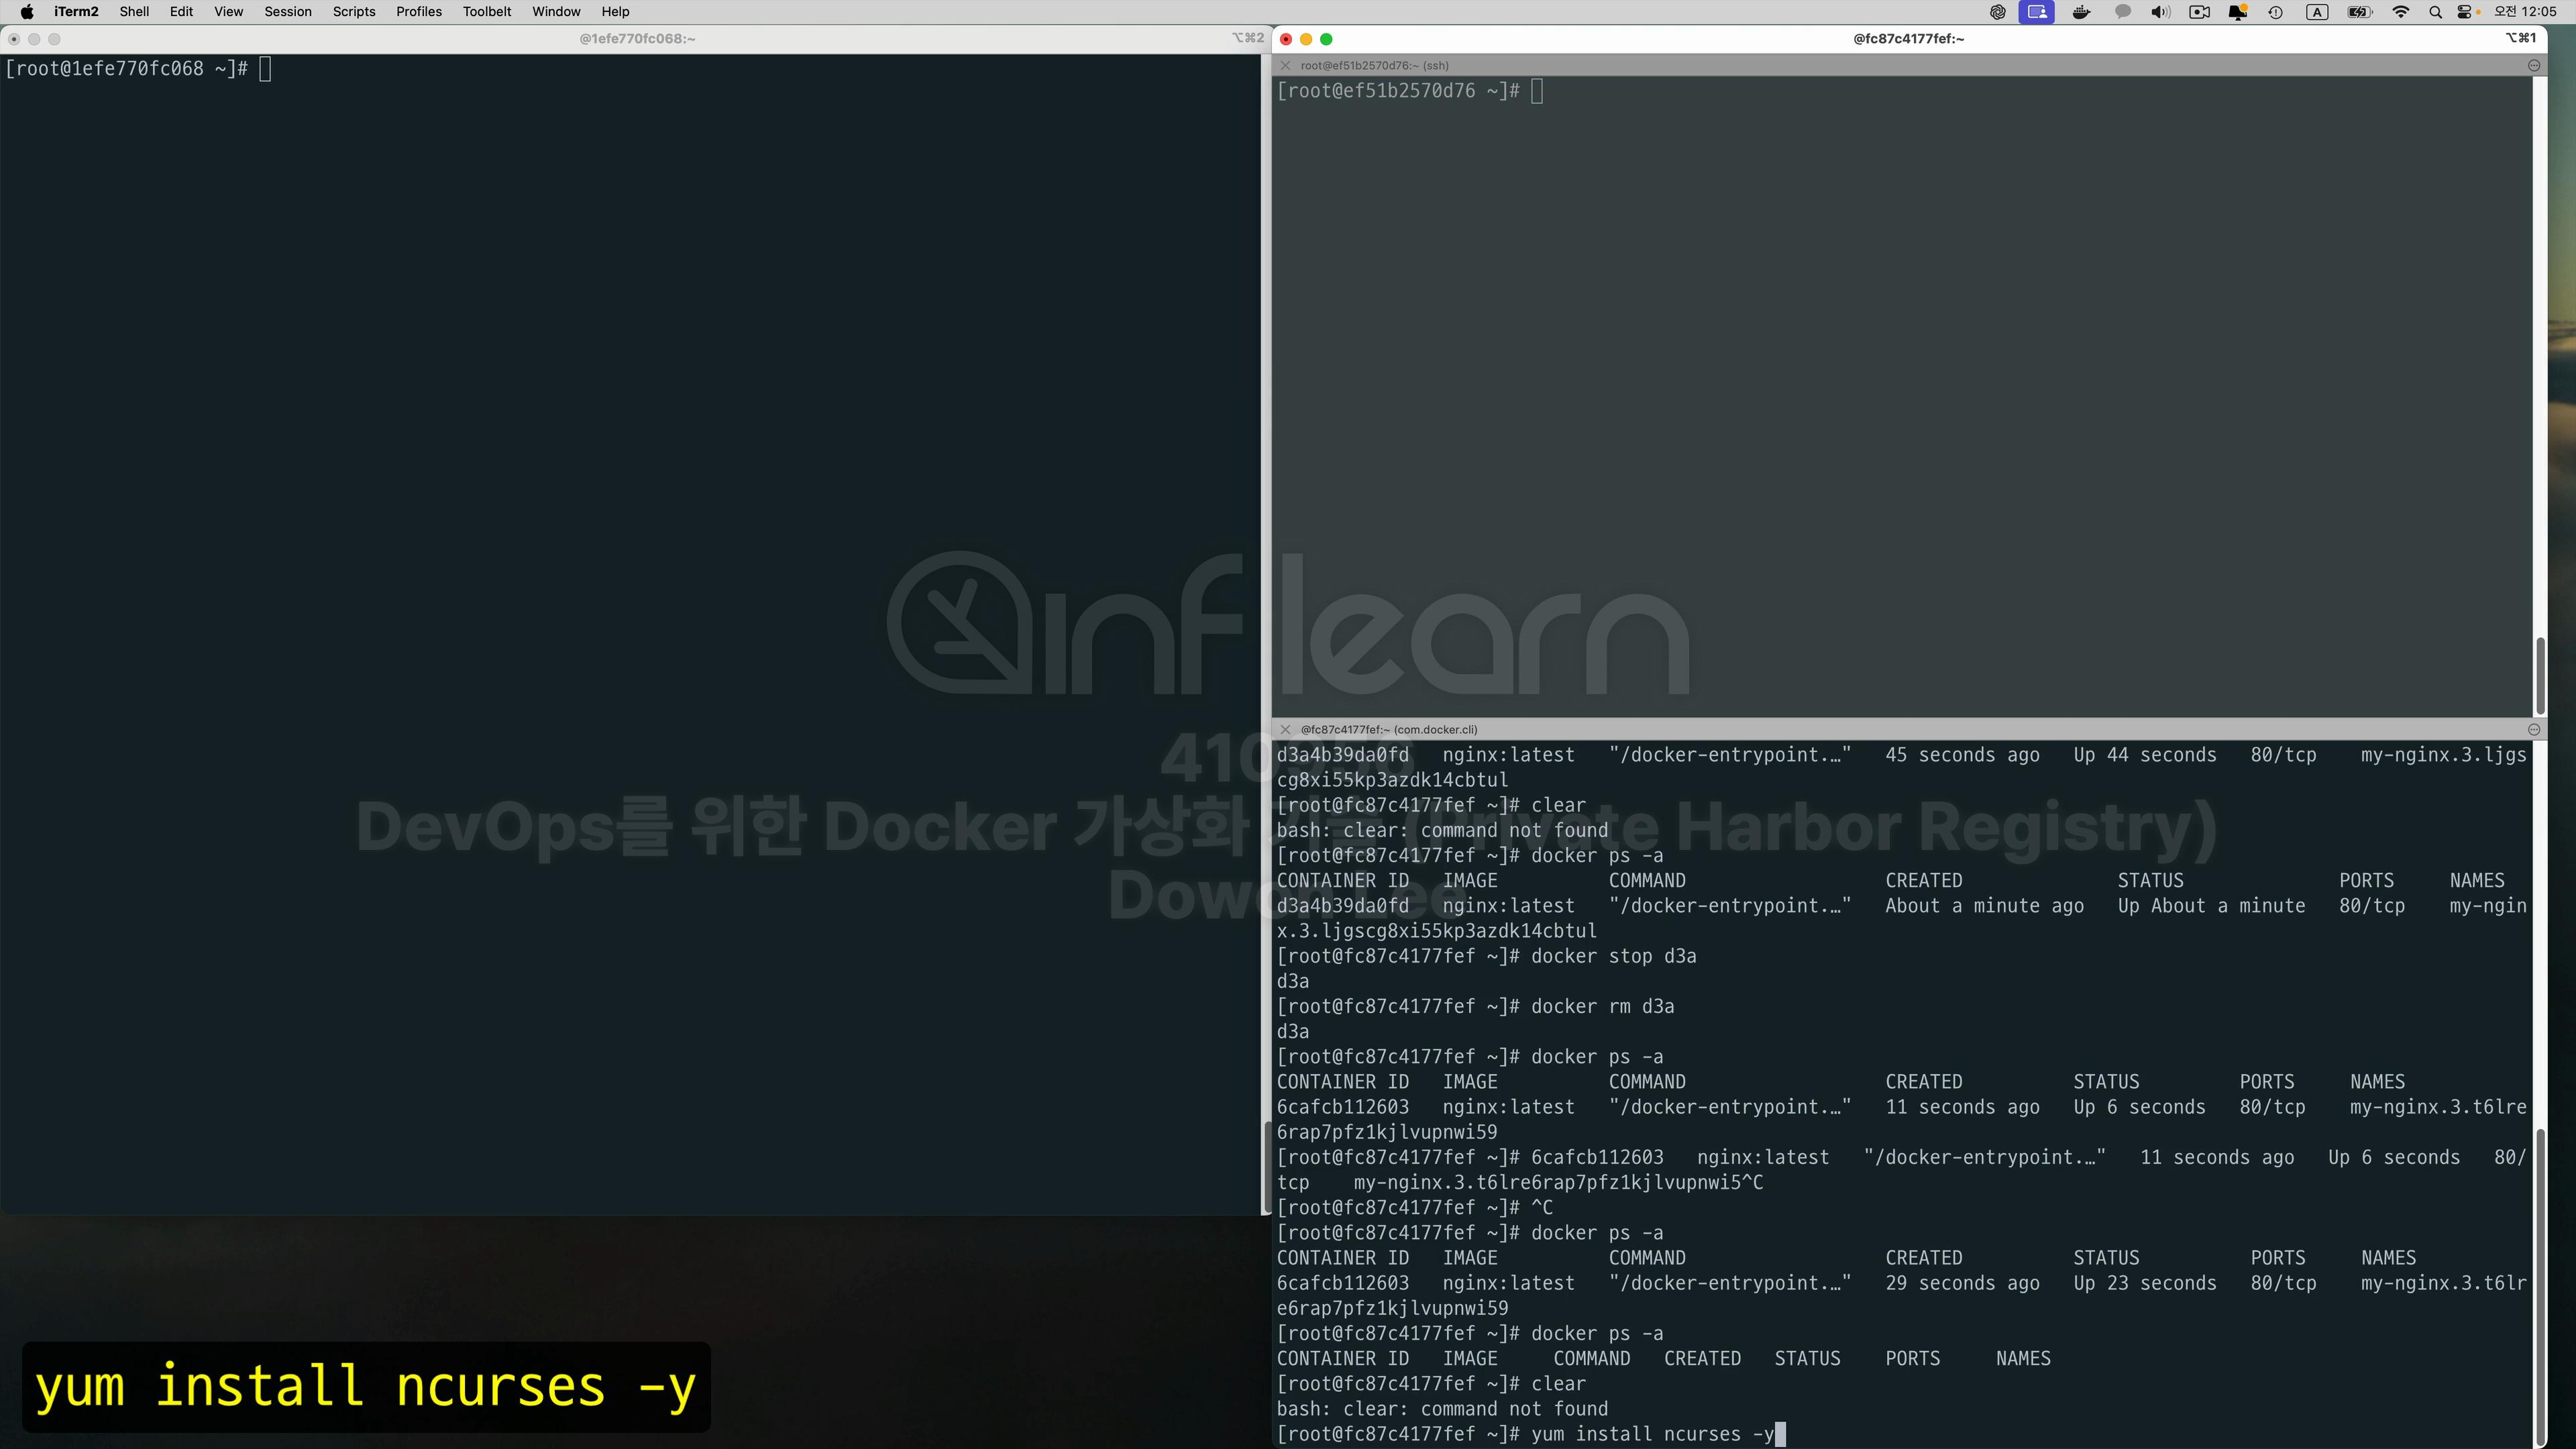 iTerm2 Shell Edit View Session Scripts Profiles Toolbelt Window Help
A 오전 12:05
@1efe770fc068:~ ⌥⌘2
[root@1efe770fc068 ~]#
@fc87c4177fef:~ ⌥⌘1
root@ef51b2570d76:~ (ssh)
[root@ef51b2570d76 ~]#
inflearn
DevOps를 위한 Docker 가상화 기술 (Private Harbor Registry)
Dowon Lee
@fc87c4177fef:~ (com.docker.cli)
d3a4b39da0fd nginx:latest "/docker-entrypoint.…" 45 seconds ago Up 44 seconds 80/tcp my-nginx.3.ljgs
cg8xi55kp3azdk14cbtul
[root@fc87c4177fef ~]# clear
bash: clear: command not found
[root@fc87c4177fef ~]# docker ps -a
CONTAINER ID IMAGE COMMAND CREATED STATUS PORTS NAMES
d3a4b39da0fd nginx:latest "/docker-entrypoint.…" About a minute ago Up About a minute 80/tcp my-ngin
x.3.ljgscg8xi55kp3azdk14cbtul
[root@fc87c4177fef ~]# docker stop d3a
d3a
[root@fc87c4177fef ~]# docker rm d3a
d3a
[root@fc87c4177fef ~]# docker ps -a
CONTAINER ID IMAGE COMMAND CREATED STATUS PORTS NAMES
6cafcb112603 nginx:latest "/docker-entrypoint.…" 11 seconds ago Up 6 seconds 80/tcp my-nginx.3.t6lre
6rap7pfz1kjlvupnwi59
[root@fc87c4177fef ~]# 6cafcb112603 nginx:latest "/docker-entrypoint.…" 11 seconds ago Up 6 seconds 80/
tcp my-nginx.3.t6lre6rap7pfz1kjlvupnwi5^C
[root@fc87c4177fef ~]# ^C
[root@fc87c4177fef ~]# docker ps -a
CONTAINER ID IMAGE COMMAND CREATED STATUS PORTS NAMES
6cafcb112603 nginx:latest "/docker-entrypoint.…" 29 seconds ago Up 23 seconds 80/tcp my-nginx.3.t6lr
e6rap7pfz1kjlvupnwi59
[root@fc87c4177fef ~]# docker ps -a
CONTAINER ID IMAGE COMMAND CREATED STATUS PORTS NAMES
[root@fc87c4177fef ~]# clear
bash: clear: command not found
[root@fc87c4177fef ~]# yum install ncurses -y
yum install ncurses -y